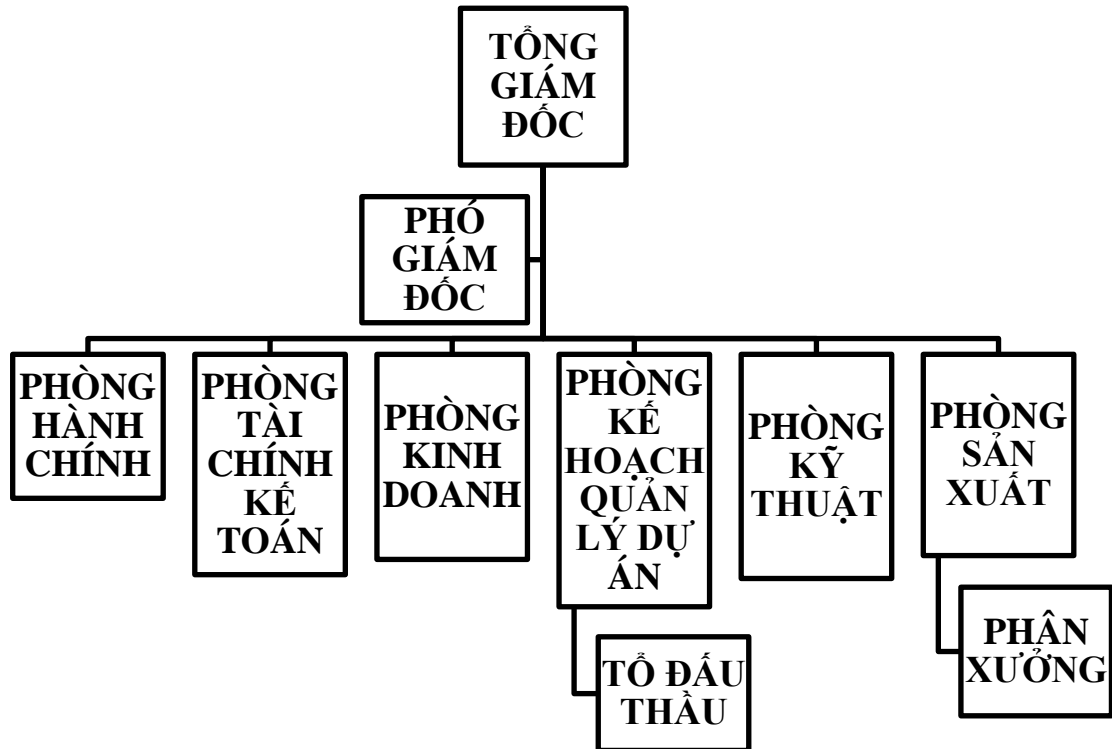 TỔNG
GIÁM
ĐỐC
PHÓ
GIÁM
ĐỐC
PHÒNG
HÀNH
CHÍNH
PHÒNG
TÀI
CHÍNH
KẾ
TOÁN
PHÒNG
KINH
DOANH
PHÒNG
KẾ
HOẠCH
QUẢN
LÝ DỰ
ÁN
PHÒNG
KỸ
THUẬT
PHÒNG
SẢN
XUẤT
TỔ ĐẤU
THẦU
PHÂN
XƯỞNG